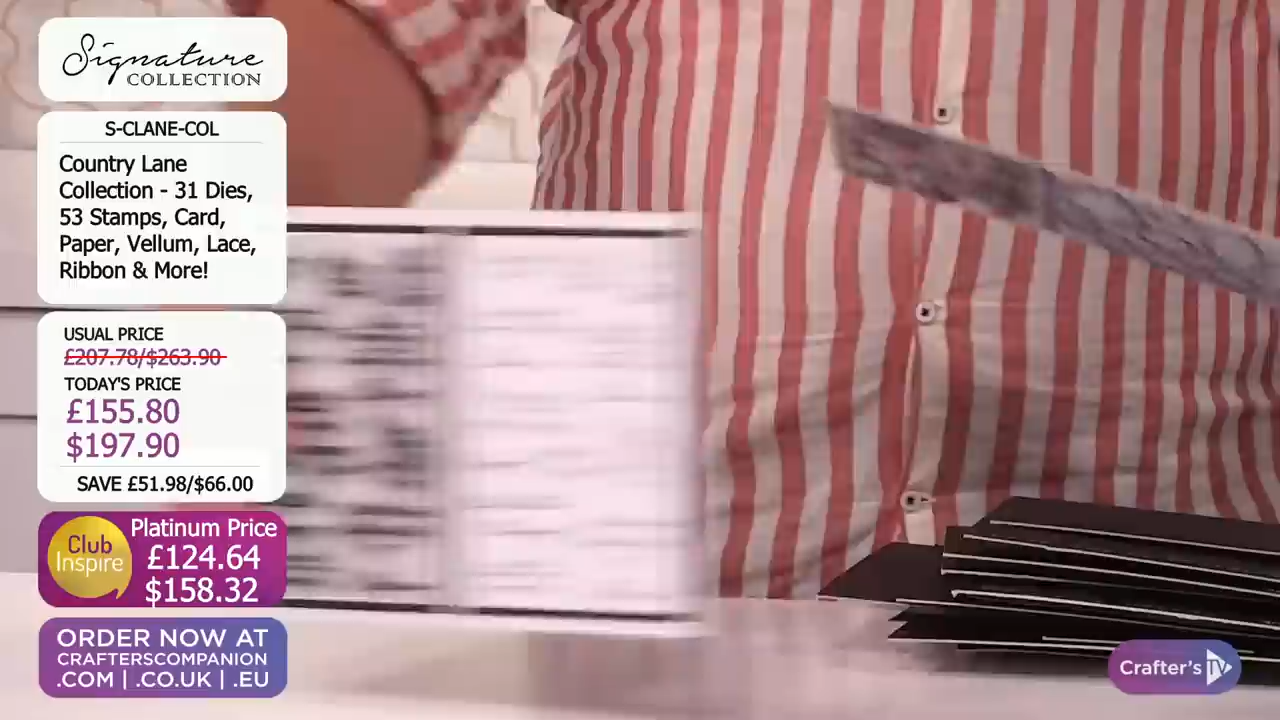 Signature
COLLECTION
S-CLANE-COL
Country Lane
Collection - 31 Dies,
53 Stamps, Card,
Paper, Vellum, Lace,
Ribbon & More!
USUAL PRICE
£207.78/$263.90
TODAY'S PRICE
£155.80
$197.90
SAVE £51.98/$66.00
Club
Inspire
Platinum Price
£124.64
$158.32
ORDER NOW AT
CRAFTERSCOMPANION
.COM | .CO.UK | .EU
Crafter's TV